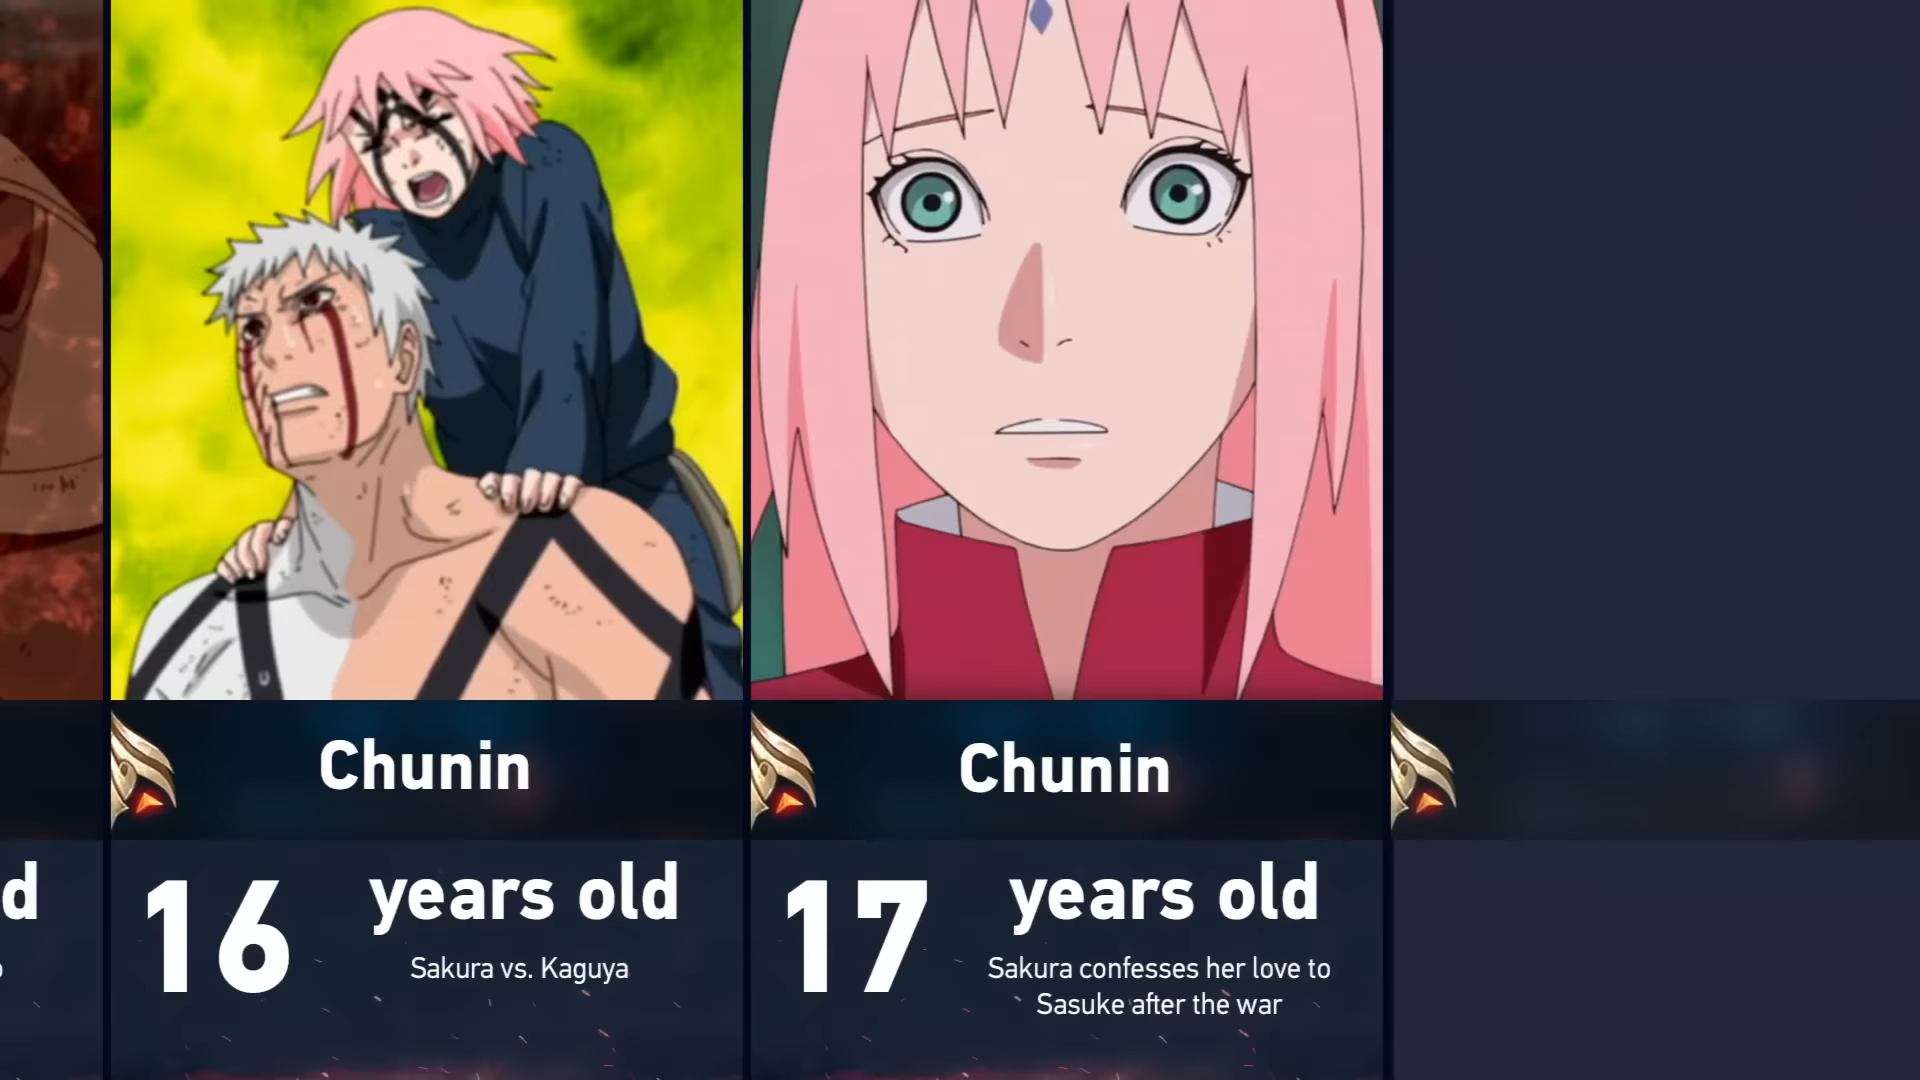 Chunin
Chunin
d
16
years old
Sakura vs. Kaguya
17
years old
Sakura confesses her love to
Sasuke after the war